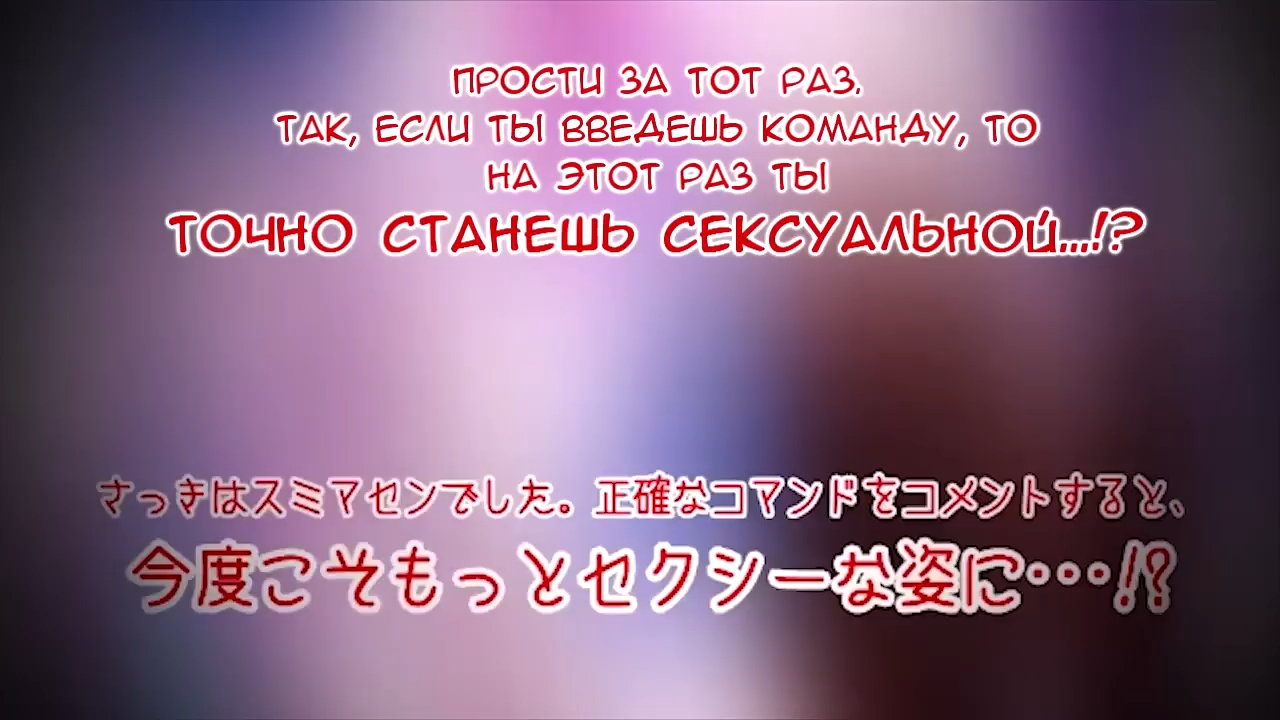 ПРОСТИ ЗА ТОТ РАЗ.
ТАК, ЕСЛИ ТЫ ВВЕДЕШЬ КОМАНДУ, ТО
НА ЭТОТ РАЗ ТЫ
ТОЧНО СТАНЕШЬ СЕКСУАЛЬНОЙ...!?
さっきはスミマセンでした。正確なコマンドをコメントすると、
今度こそもっとセクシーな姿に・・・!?